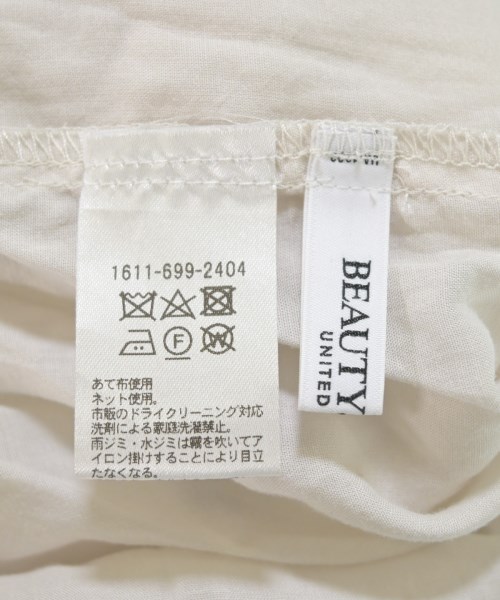 1611-699-2404
F
W
あて布使用
ネット使用。
市販のドライクリーニング対応
洗剤による家庭洗濯禁止。
雨ジミ・水ジミは霧を吹いてア
イロン掛けすることにより目立
たなくなる。
BEAUTY
UNITED